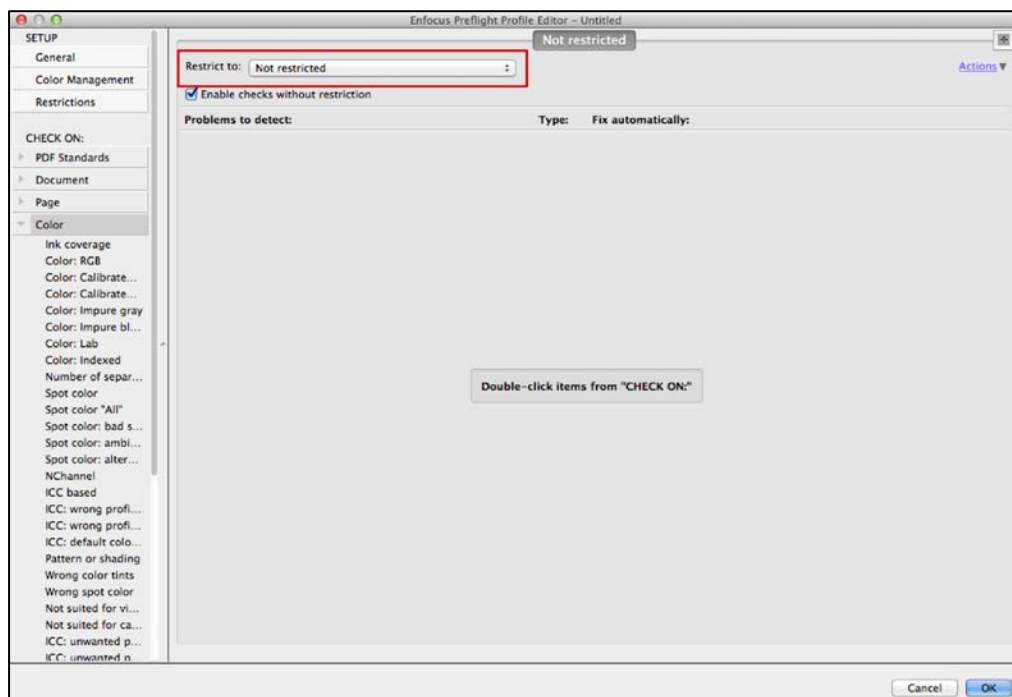 Enfocus Preflight Profile Editor – Untitled
SETUP
General
Color Management
Restrictions
CHECK ON:
PDF Standards
Document
Page
Color
Ink coverage
Color: RGB
Color: Calibrate...
Color: Calibrate...
Color: Impure gray
Color: Impure bl...
Color: Lab
Color: Indexed
Number of separ...
Spot color
Spot color "All"
Spot color: bad s...
Spot color: ambi...
Spot color: alter...
NChannel
ICC based
ICC: wrong profi...
ICC: wrong profi...
ICC: default colo...
Pattern or shading
Wrong color tints
Wrong spot color
Not suited for vi...
Not suited for ca...
ICC: unwanted p...
ICC: unwanted p...
Not restricted
Restrict to: Not restricted
Actions
Enable checks without restriction
Problems to detect: Type: Fix automatically:
Double-click items from "CHECK ON:"
Cancel OK